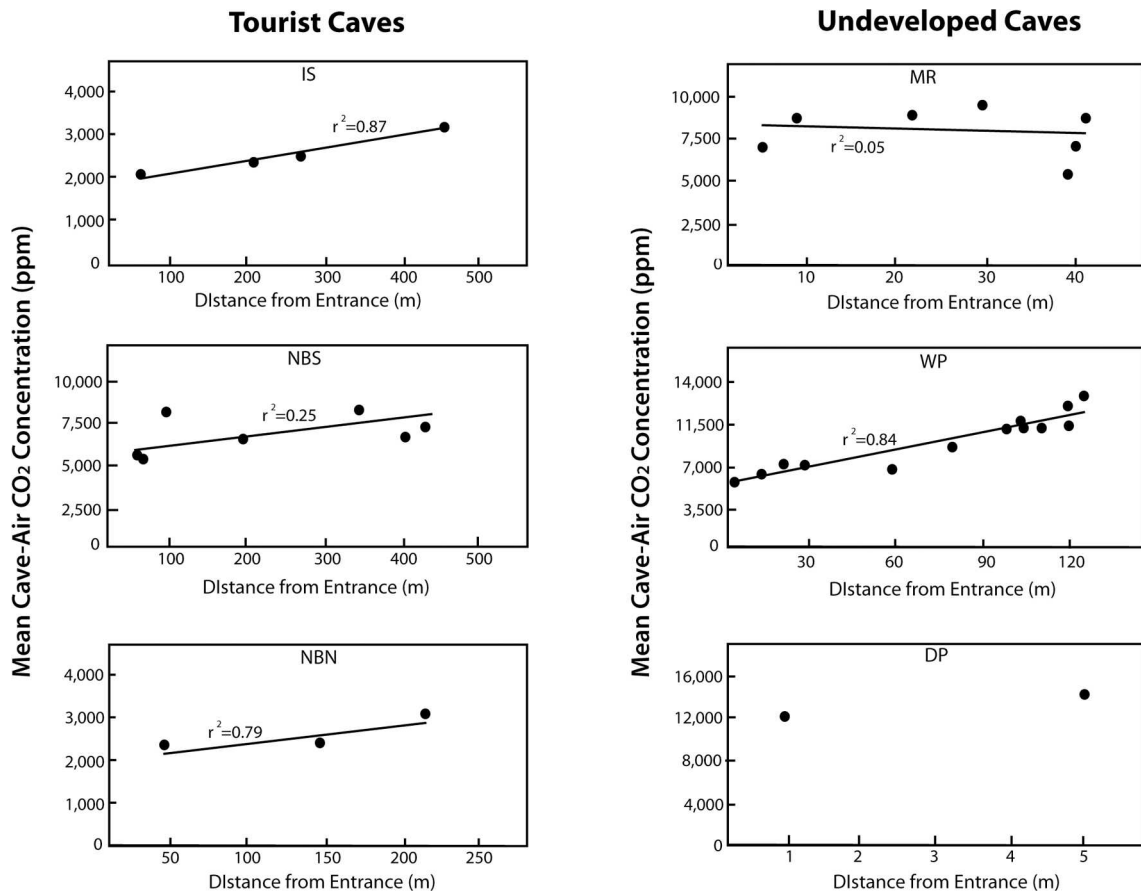 Tourist Caves
Mean Cave-Air CO2 Concentration (ppm)
IS
4,000
3,000
2,000
1,000
0
r2=0.87
100 200 300 400 500
DIstance from Entrance (m)
NBS
10,000
7,500
5,000
2,500
0
r2=0.25
100 200 300 400 500
DIstance from Entrance (m)
NBN
4,000
3,000
2,000
1,000
0
r2=0.79
50 100 150 200 250
DIstance from Entrance (m)
Undeveloped Caves
Mean Cave-Air CO2 Concentration (ppm)
MR
10,000
7,500
5,000
2,500
0
r2=0.05
10 20 30 40
DIstance from Entrance (m)
WP
14,000
11,500
7,000
3,500
0
r2=0.84
30 60 90 120
DIstance from Entrance (m)
DP
16,000
12,000
8,000
4,000
0
1 2 3 4 5
DIstance from Entrance (m)